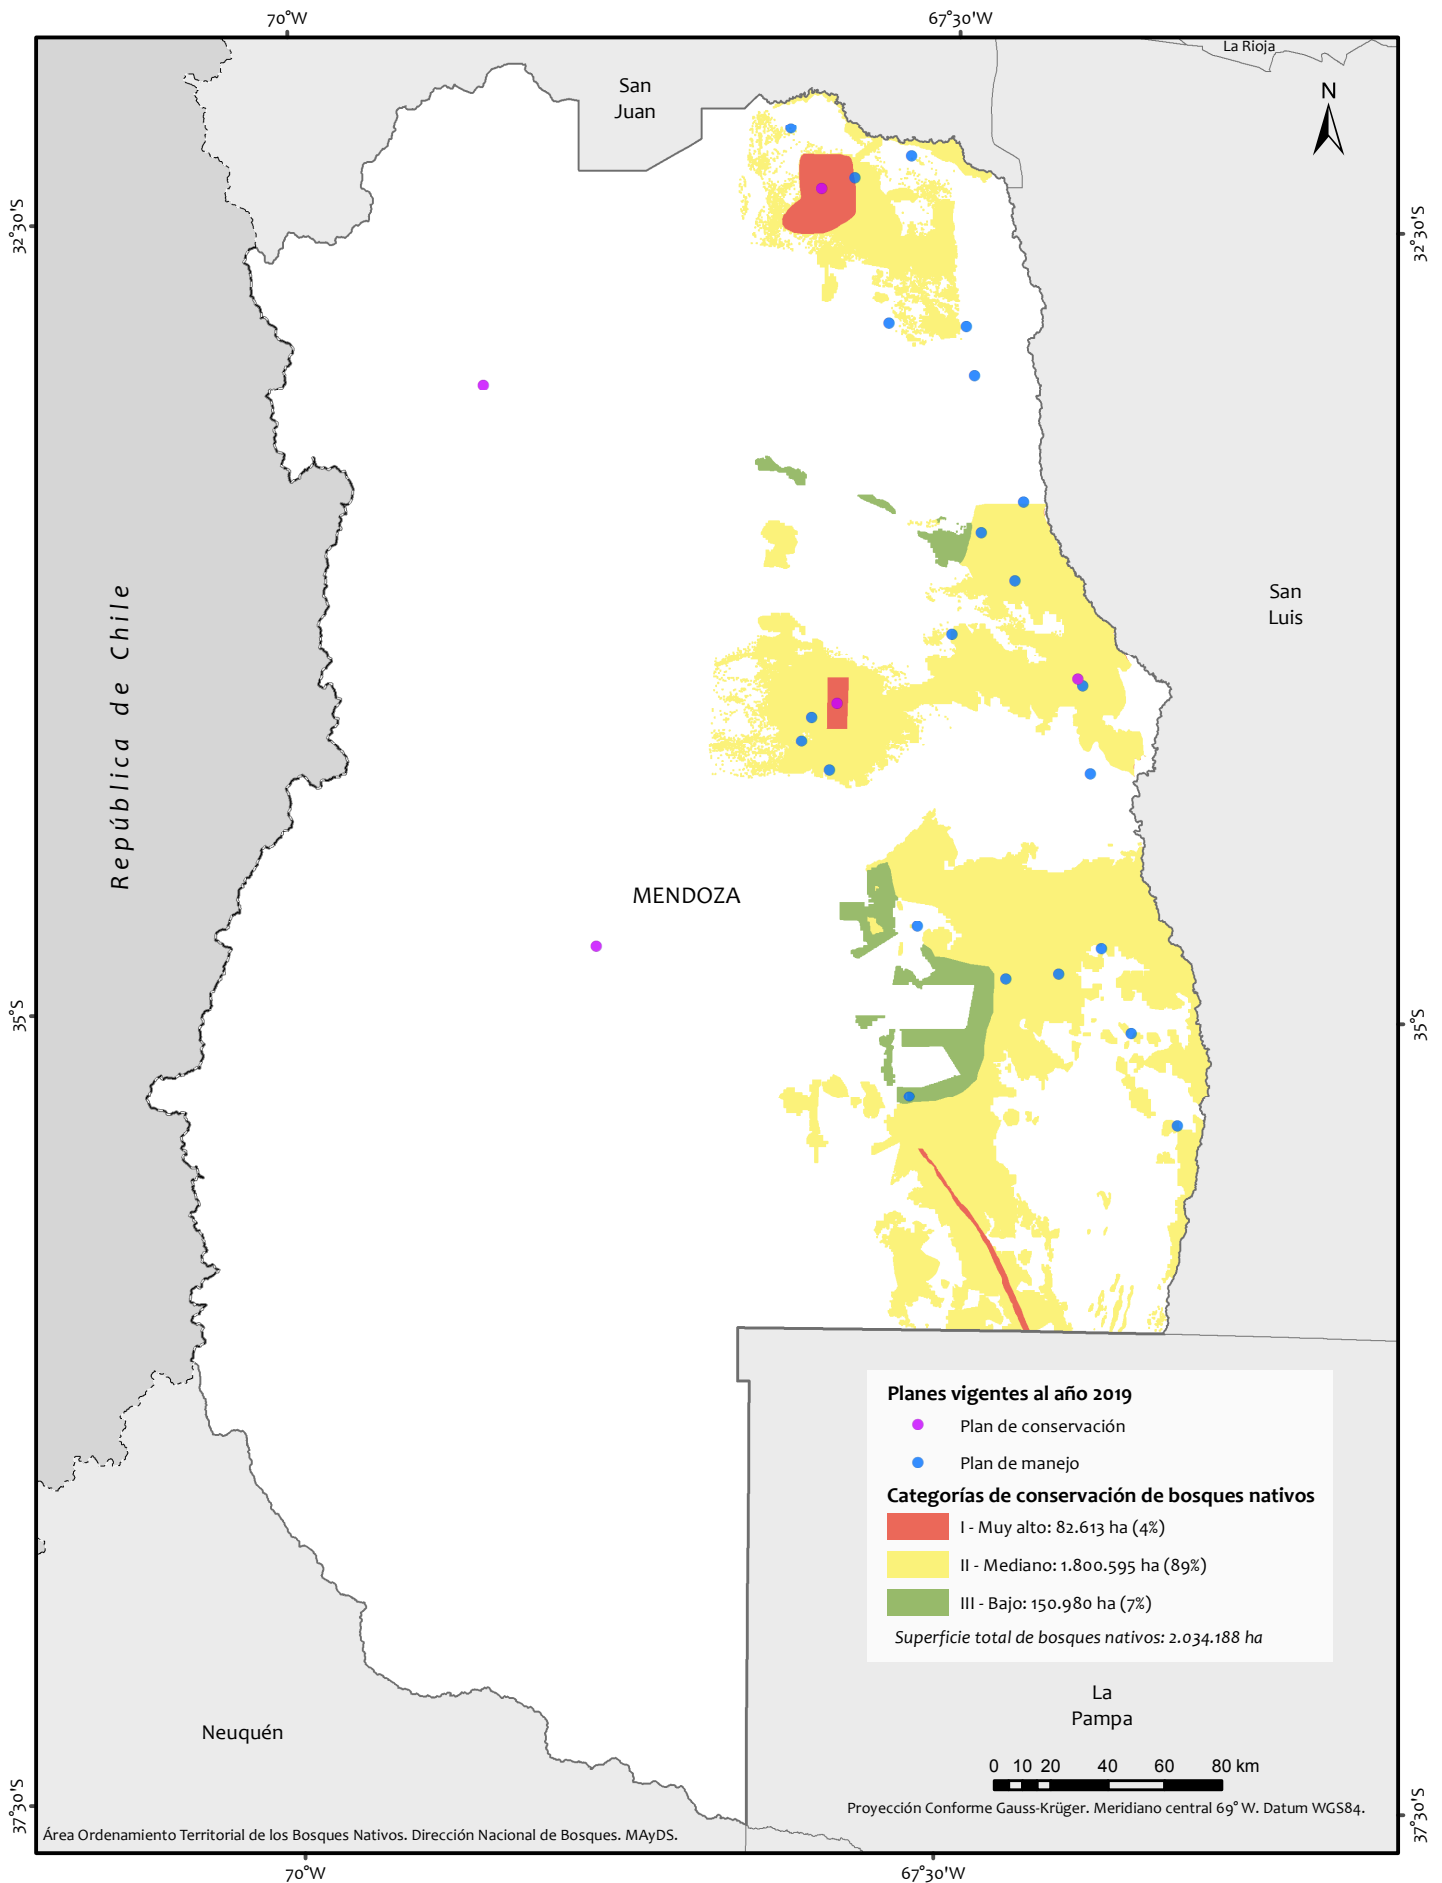 70°W
67°30'W
La Rioja
San
Juan
N
32°30'S
32°30'S
República de Chile
San
Luis
MENDOZA
35°S
35°S
Planes vigentes al año 2019
Plan de conservación
Plan de manejo
Categorías de conservación de bosques nativos
I - Muy alto: 82.613 ha (4%)
II - Mediano: 1.800.595 ha (89%)
III - Bajo: 150.980 ha (7%)
Superficie total de bosques nativos: 2.034.188 ha
La
Pampa
Neuquén
0 10 20 40 60 80 km
Proyección Conforme Gauss-Krüger. Meridiano central 69° W. Datum WGS84.
37°30'S
37°30'S
Área Ordenamiento Territorial de los Bosques Nativos. Dirección Nacional de Bosques. MAyDS.
70°W
67°30'W